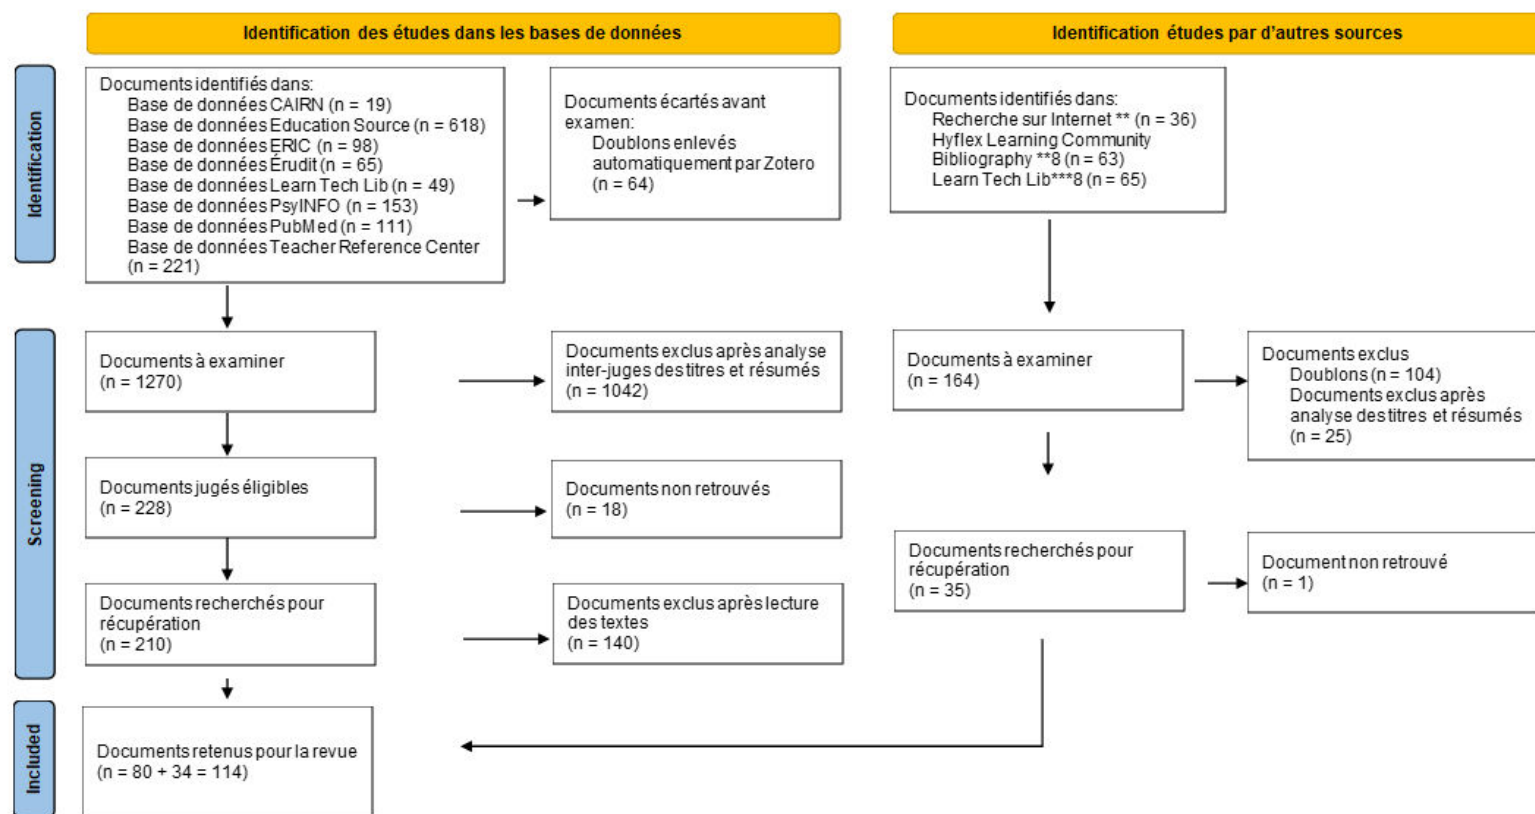 Identification des études dans les bases de données
Identification études par d'autres sources
Identification
Documents identifiés dans:
Base de données CAIRN (n = 19)
Base de données Education Source (n = 618)
Base de données ERIC (n = 98)
Base de données Érudit (n = 65)
Base de données Learn Tech Lib (n = 49)
Base de données PsyINFO (n = 153)
Base de données PubMed (n = 111)
Base de données Teacher Reference Center
(n = 221)
Documents écartés avant
examen:
Doublons enlevés
automatiquement par Zotero
(n = 64)
Documents identifiés dans:
Recherche sur Internet ** (n = 36)
Hyflex Learning Community
Bibliography **8 (n = 63)
Learn Tech Lib***8 (n = 65)
Screening
Documents à examiner
(n = 1270)
Documents exclus après analyse
inter-juges des titres et résumés
(n = 1042)
Documents à examiner
(n = 164)
Documents exclus
Doublons (n = 104)
Documents exclus après
analyse des titres et résumés
(n = 25)
Documents jugés éligibles
(n = 228)
Documents non retrouvés
(n = 18)
Documents recherchés pour
récupération
(n = 35)
Document non retrouvé
(n = 1)
Documents recherchés pour
récupération
(n = 210)
Documents exclus après lecture
des textes
(n = 140)
Included
Documents retenus pour la revue
(n = 80 + 34 = 114)